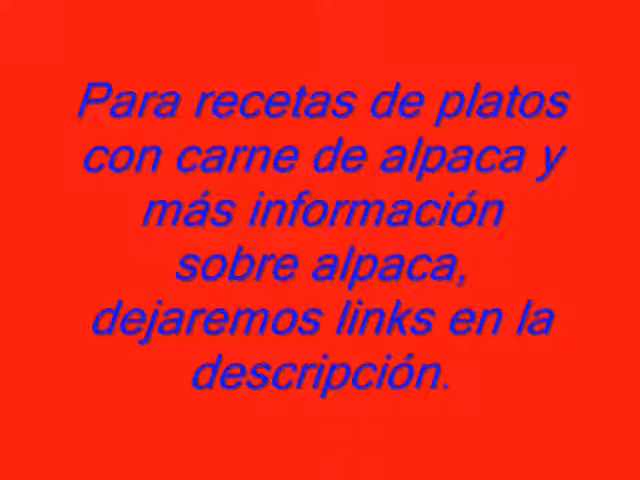 Para recetas de platos
con carne de alpaca y
más información
sobre alpaca,
dejaremos links en la
descripción.